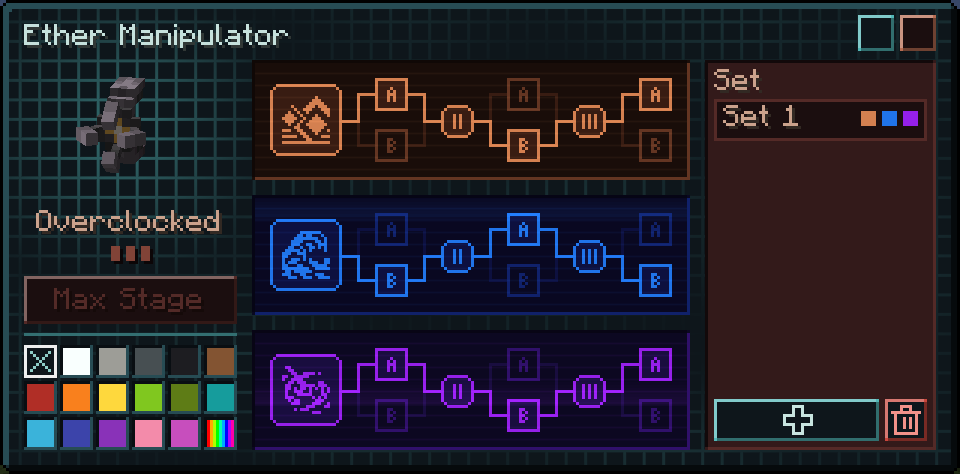 Ether Manipulator
Overclocked
Max Stage
A II A III A
B B B
A II A III A
B B B
A II A III A
B B B
Set
Set 1